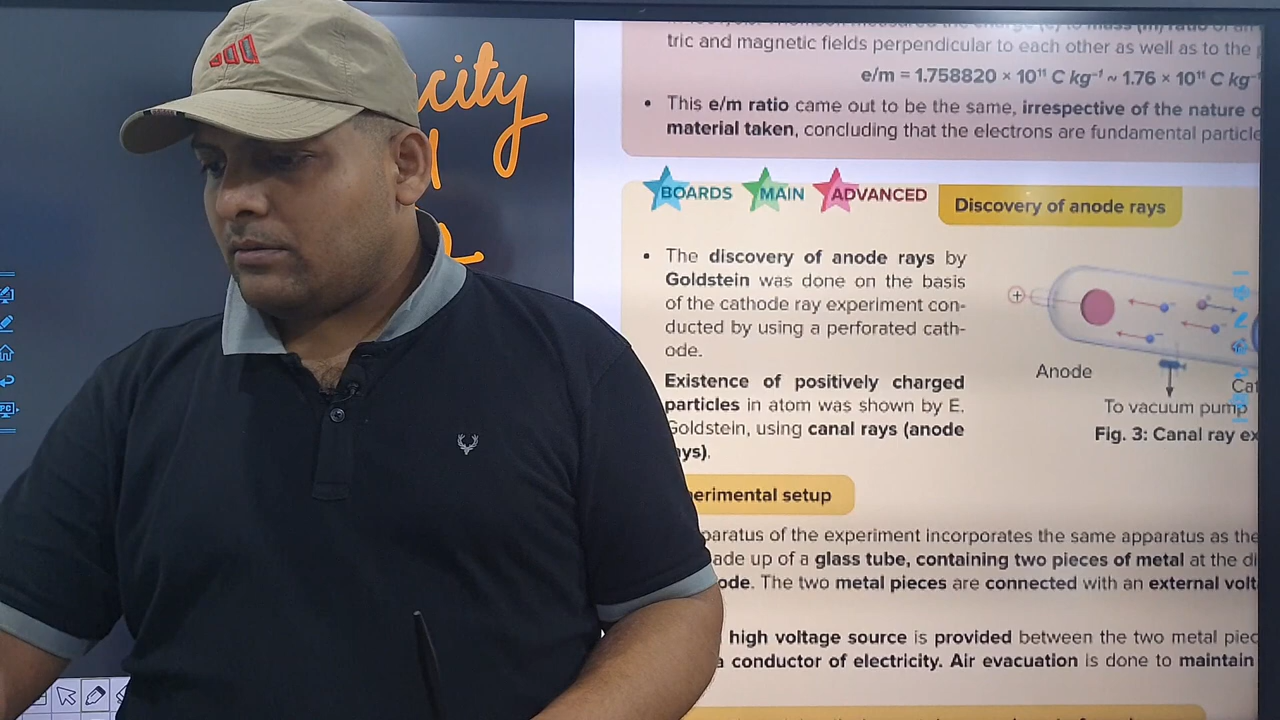 city
tric and magnetic fields perpendicular to each other as well as to the
e/m = 1.758820 × 10¹¹ C kg⁻¹ ~ 1.76 × 10¹¹ C kg⁻¹
• This e/m ratio came out to be the same, irrespective of the nature o
material taken, concluding that the electrons are fundamental particle
BOARDS MAIN ADVANCED
Discovery of anode rays
• The discovery of anode rays by
Goldstein was done on the basis
of the cathode ray experiment con-
ducted by using a perforated cath-
ode.
Existence of positively charged
particles in atom was shown by E.
Goldstein, using canal rays (anode
ys).
+
Anode
Cat
To vacuum pump
Fig. 3: Canal ray ex
erimental setup
paratus of the experiment incorporates the same apparatus as the
ade up of a glass tube, containing two pieces of metal at the di
ode. The two metal pieces are connected with an external volt
high voltage source is provided between the two metal piec
a conductor of electricity. Air evacuation is done to maintain